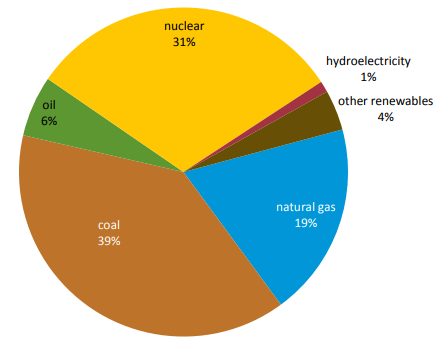 nuclear
31%
hydroelectricity
1%
other renewables
4%
oil
6%
natural gas
19%
coal
39%